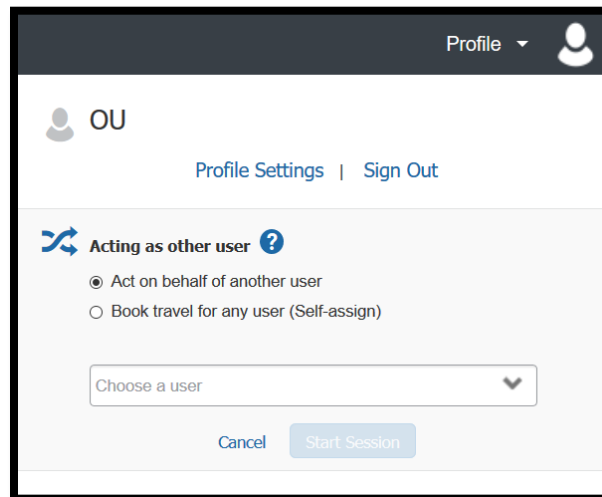 Profile
OU
Profile Settings | Sign Out
Acting as other user ?
Act on behalf of another user
Book travel for any user (Self-assign)
Choose a user
Cancel Start Session